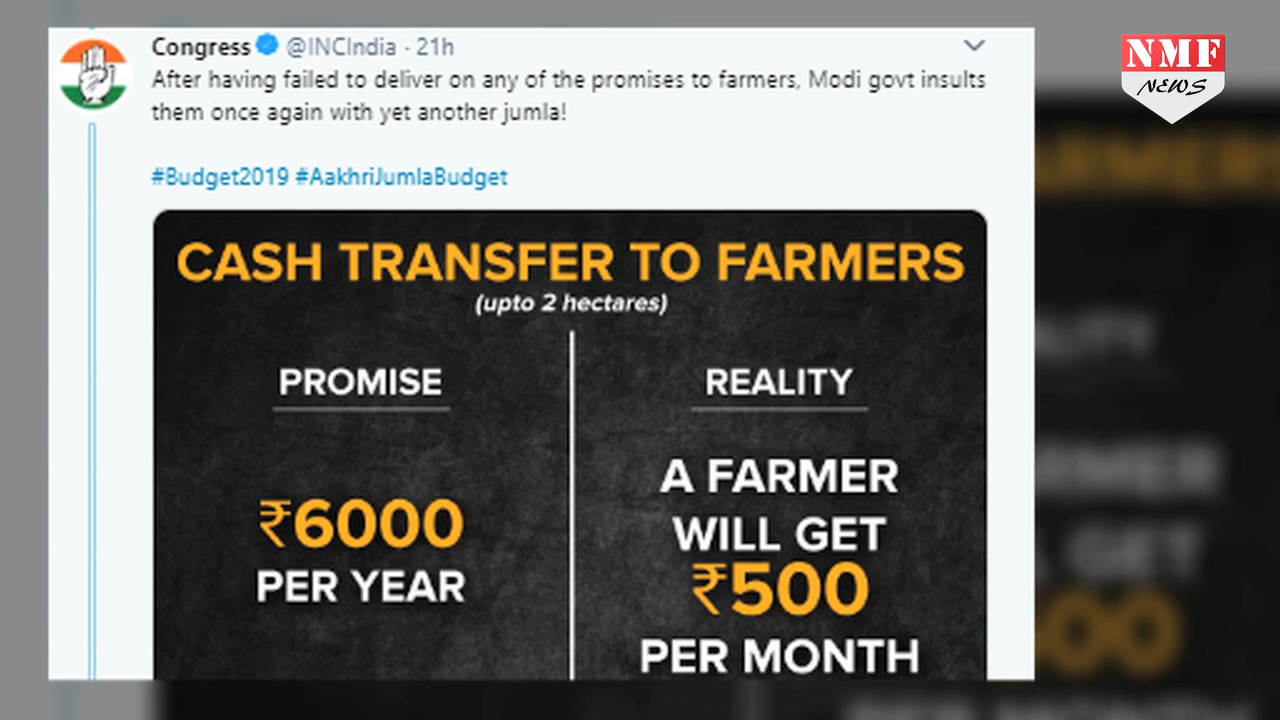 Congress @INCIndia · 21h
After having failed to deliver on any of the promises to farmers, Modi govt insults
them once again with yet another jumla!
#Budget2019 #AakhriJumlaBudget
CASH TRANSFER TO FARMERS
(upto 2 hectares)
PROMISE
₹6000
PER YEAR
REALITY
A FARMER
WILL GET
₹500
PER MONTH
NMF
NEWS